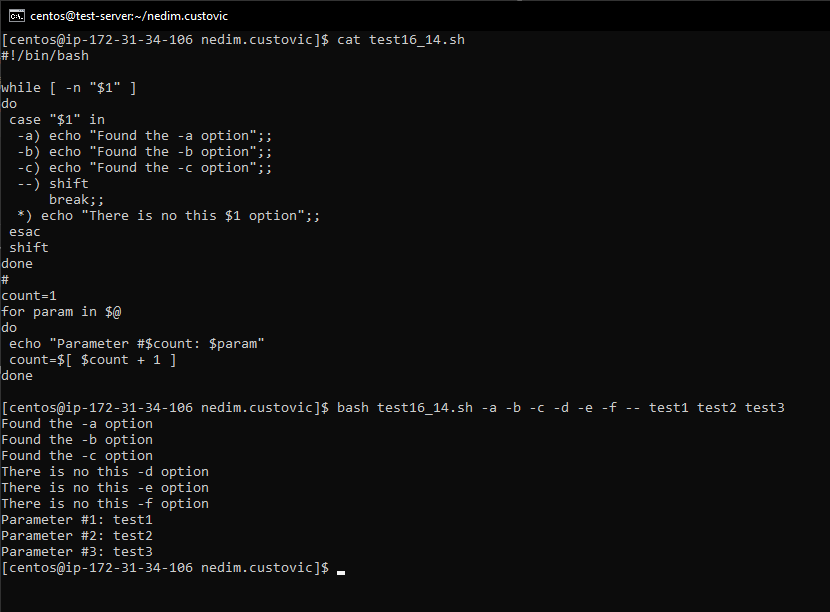 centos@test-server:~/nedim.custovic
[centos@ip-172-31-34-106 nedim.custovic]$ cat test16_14.sh
#!/bin/bash

while [ -n "$1" ]
do
 case "$1" in
  -a) echo "Found the -a option";;
  -b) echo "Found the -b option";;
  -c) echo "Found the -c option";;
  --) shift
      break;;
  *) echo "There is no this $1 option";;
 esac
 shift
done
#
count=1
for param in $@
do
 echo "Parameter #$count: $param"
 count=$[ $count + 1 ]
done

[centos@ip-172-31-34-106 nedim.custovic]$ bash test16_14.sh -a -b -c -d -e -f -- test1 test2 test3
Found the -a option
Found the -b option
Found the -c option
There is no this -d option
There is no this -e option
There is no this -f option
Parameter #1: test1
Parameter #2: test2
Parameter #3: test3
[centos@ip-172-31-34-106 nedim.custovic]$